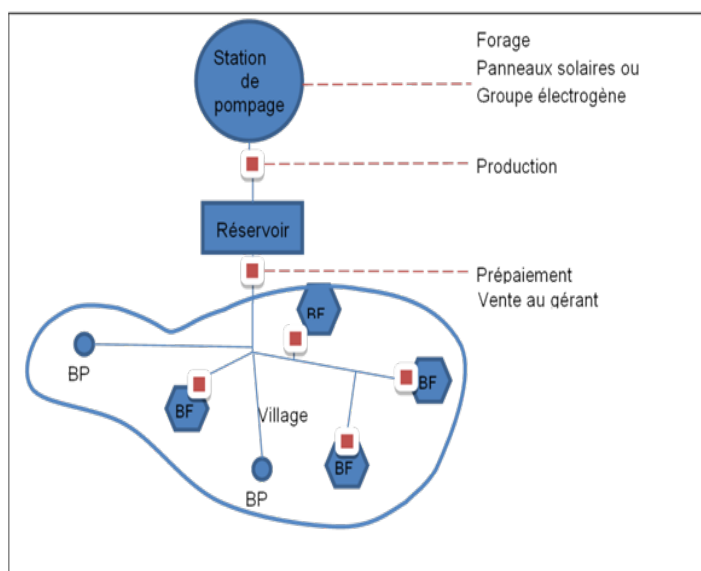 Station
de
pompage
Forage
Panneaux solaires ou
Groupe électrogène
Production
Réservoir
Prépaiement
Vente au gérant
BF
BP
BF
BF
Village
BF
BP